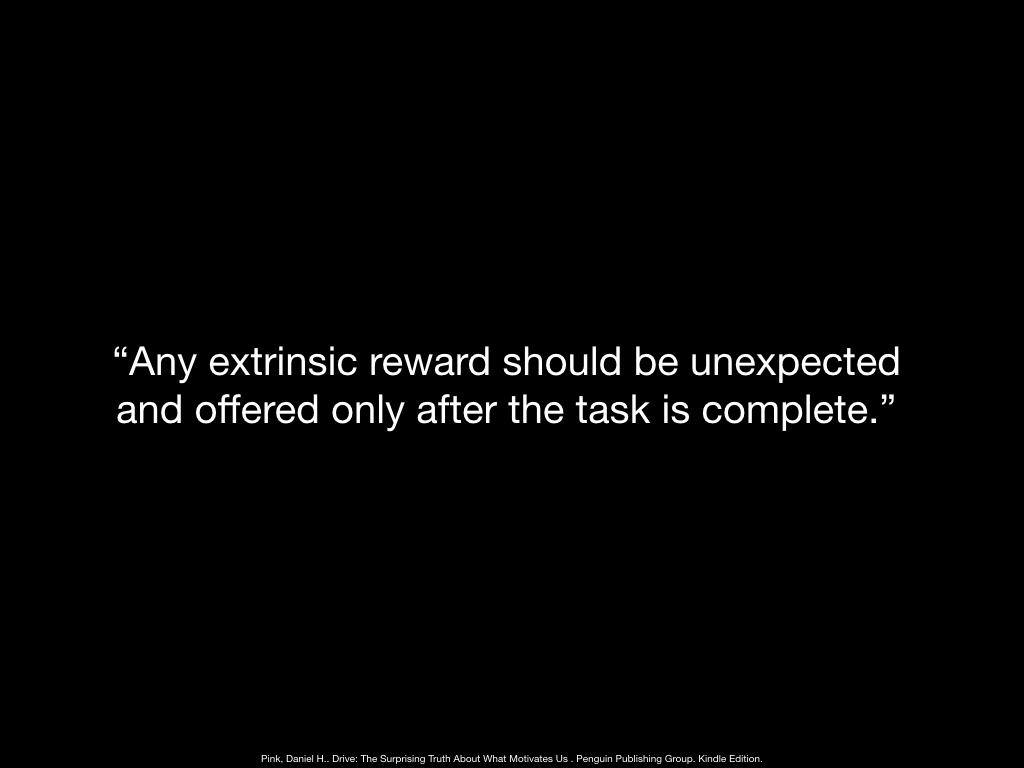 “Any extrinsic reward should be unexpected
and offered only after the task is complete.”
Pink, Daniel H.. Drive: The Surprising Truth About What Motivates Us . Penguin Publishing Group. Kindle Edition.